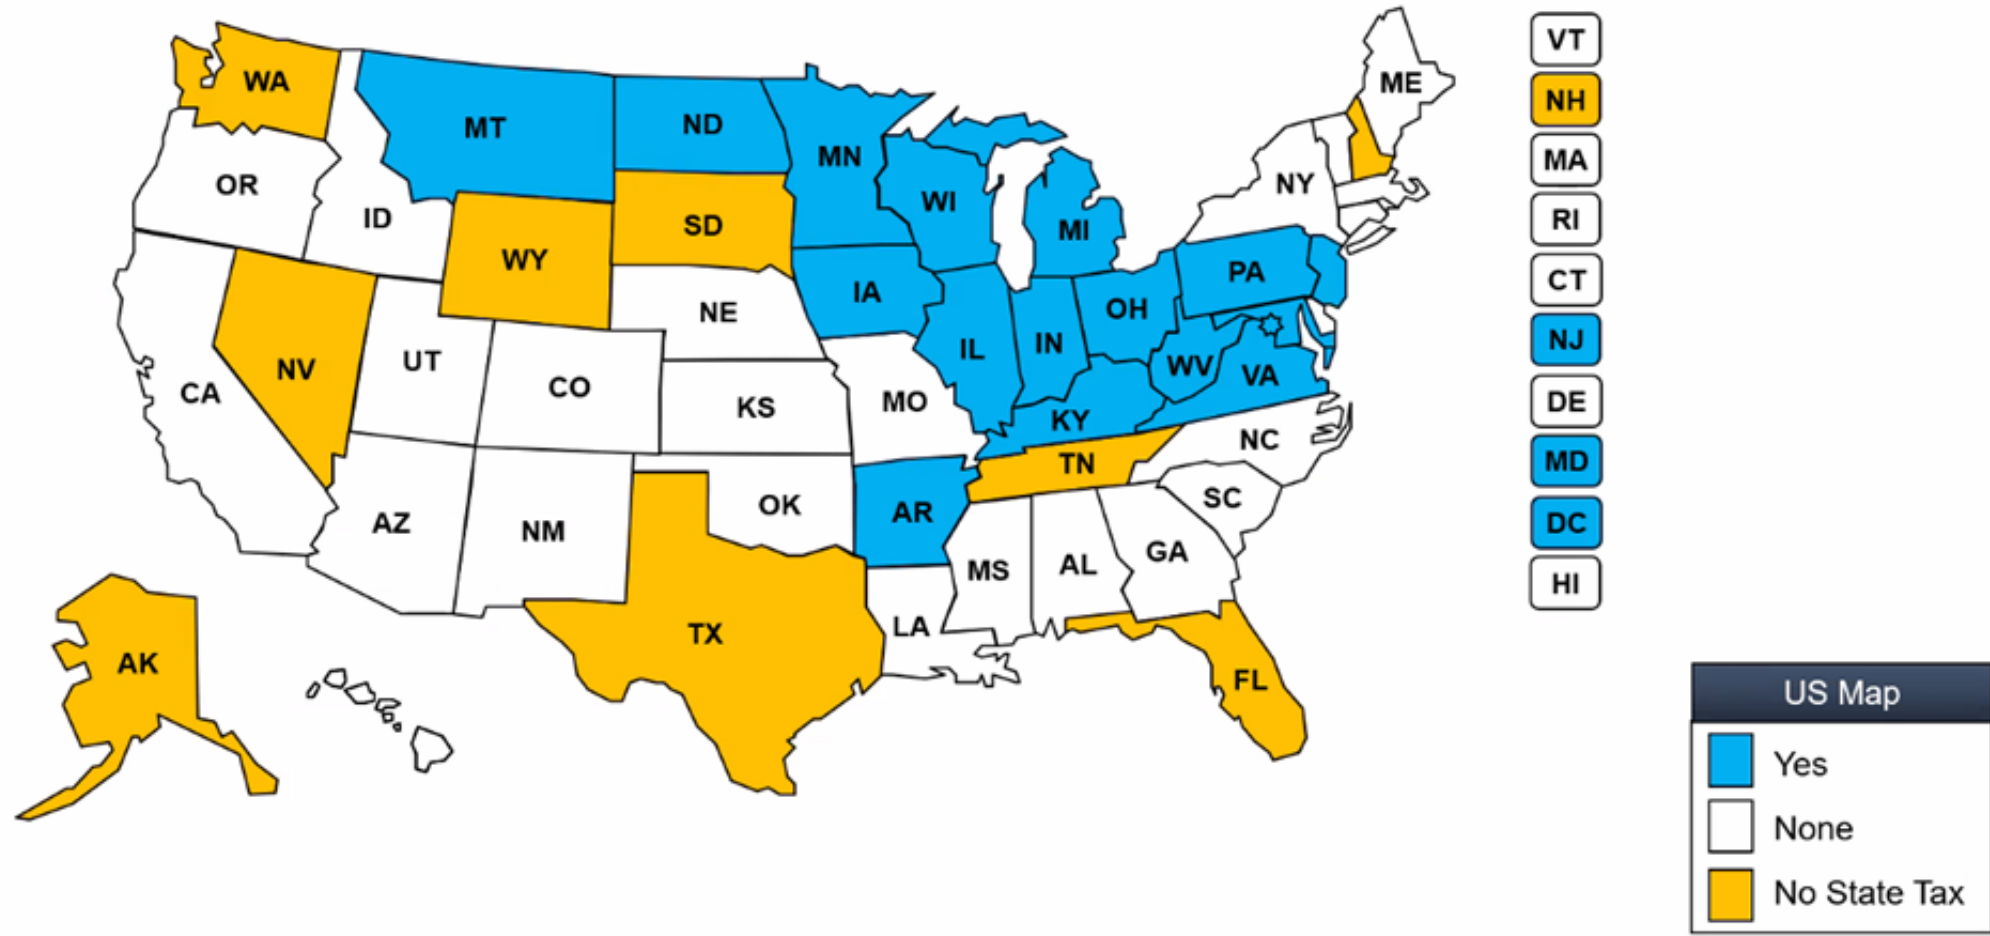 VT
ME
WA
NH
MT
ND
MN
MA
OR
NY
WI
ID
SD
RI
MI
WY
PA
CT
IA
NE
OH
NJ
IN
IL
UT
WV
NV
VA
CO
CA
DE
MO
KS
KY
NC
MD
TN
SC
OK
AR
AZ
DC
NM
GA
AL
MS
HI
LA
TX
AK
FL
US Map
Yes
None
No State Tax